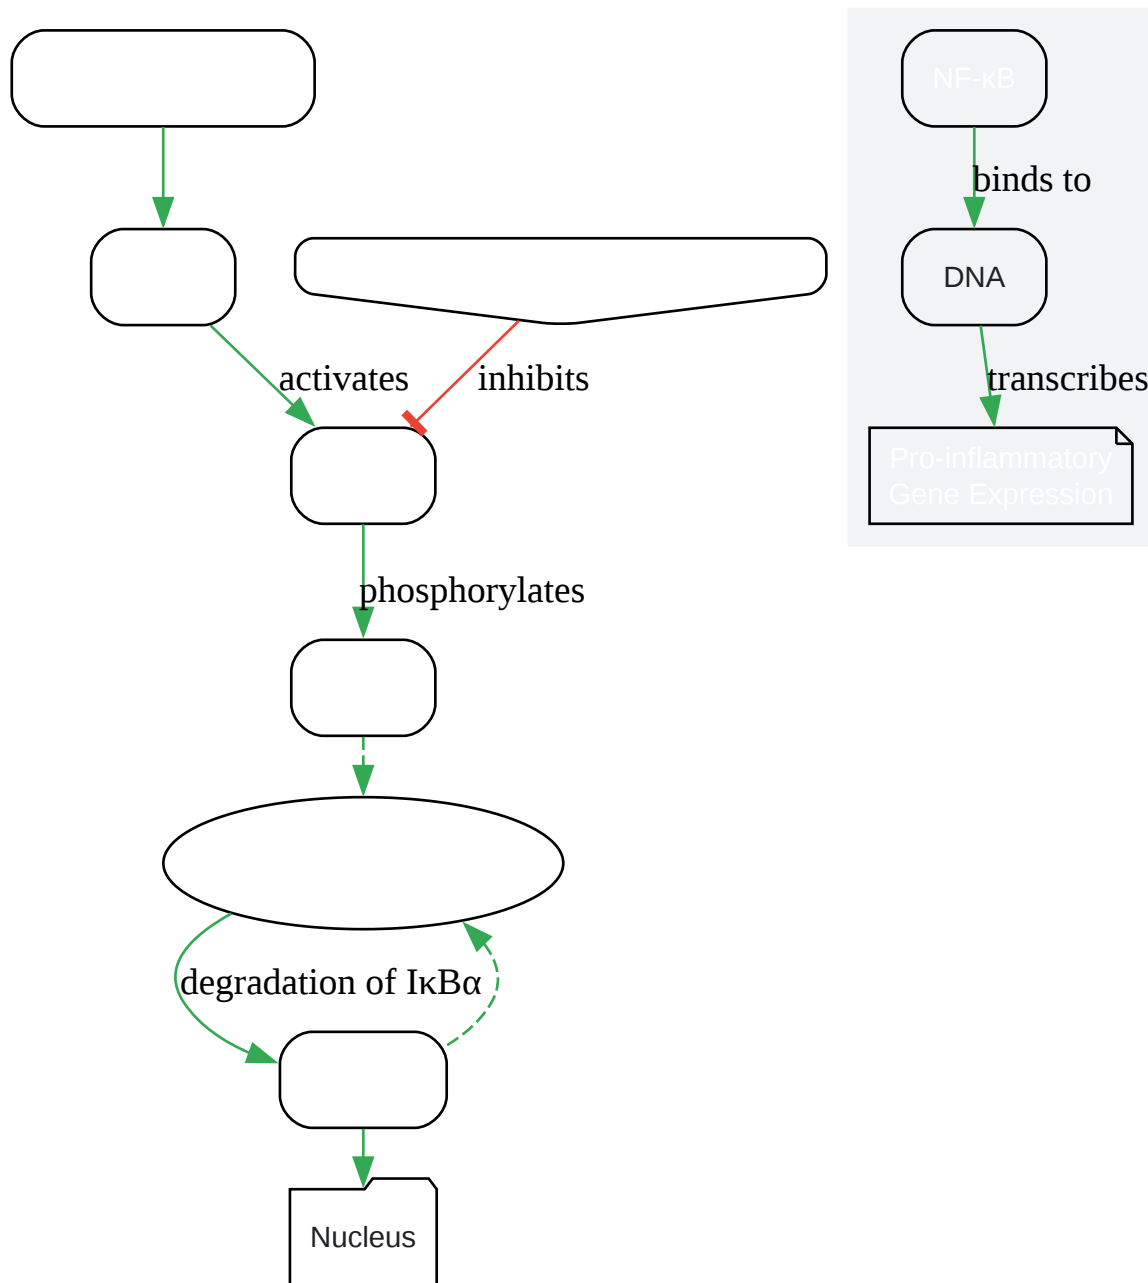 NF-κB
binds to
DNA
activates
inhibits
transcribes
Pro-inflammatory
Gene Expression
phosphorylates
degradation of IκBα
Nucleus